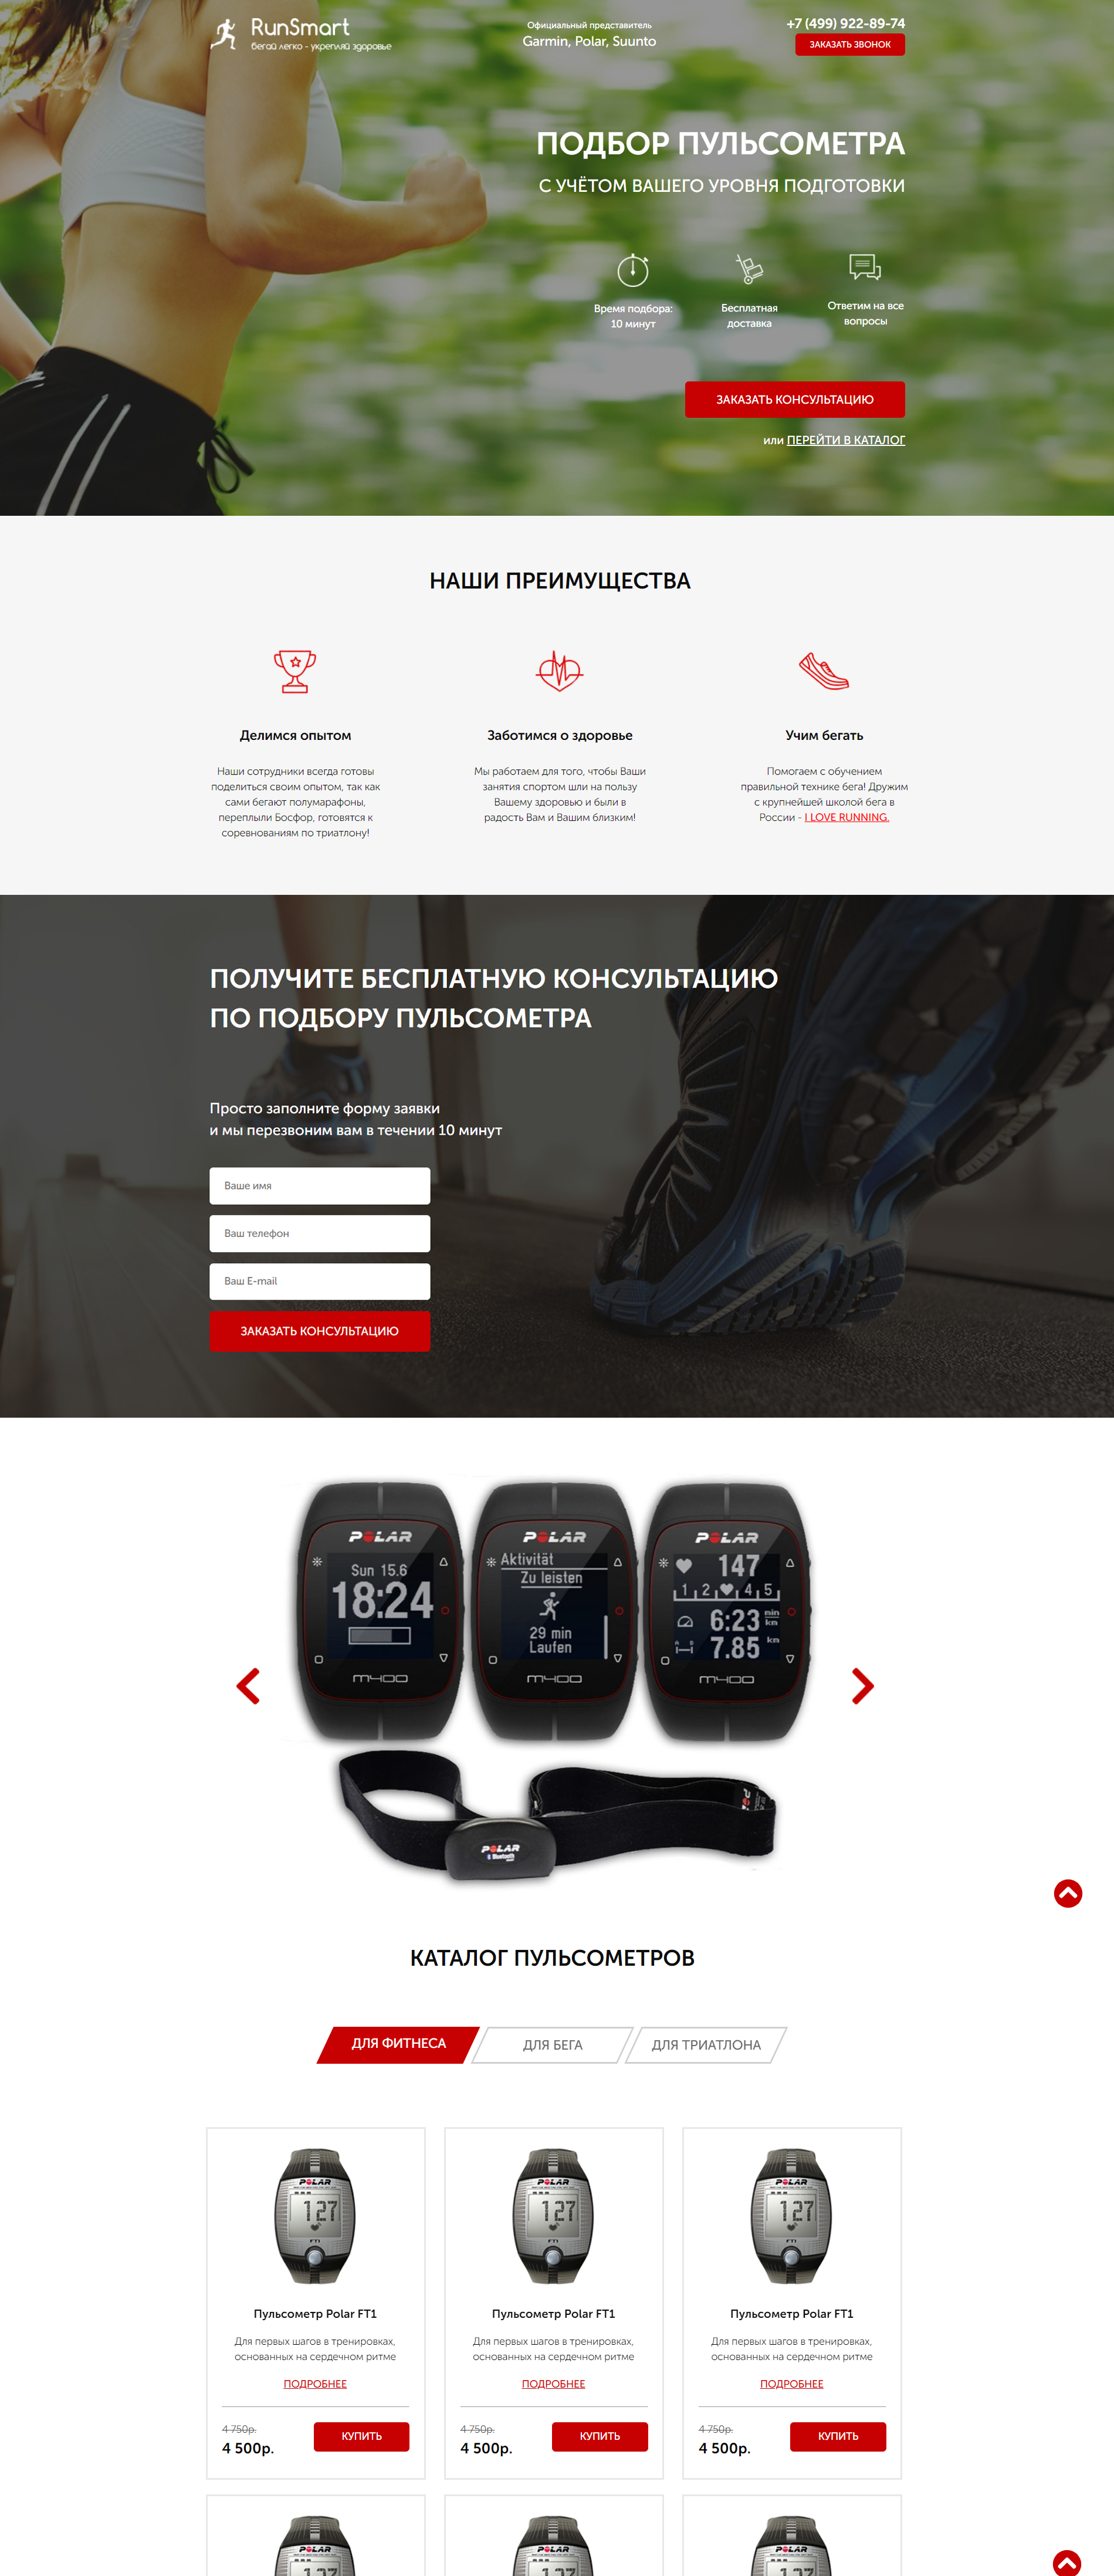 RunSmart
бегай легко - укрепляй здоровье
Официальный представитель
Garmin, Polar, Suunto
+7 (499) 922-89-74
ЗАКАЗАТЬ ЗВОНОК
ПОДБОР ПУЛЬСОМЕТРА
С УЧЁТОМ ВАШЕГО УРОВНЯ ПОДГОТОВКИ
Время подбора:
10 минут
Бесплатная
доставка
Ответим на все
вопросы
ЗАКАЗАТЬ КОНСУЛЬТАЦИЮ
или ПЕРЕЙТИ В КАТАЛОГ
НАШИ ПРЕИМУЩЕСТВА
Делимся опытом
Наши сотрудники всегда готовы
поделиться своим опытом, так как
сами бегают полумарафоны,
переплыли Босфор, готовятся к
соревнованиям по триатлону!
Заботимся о здоровье
Мы работаем для того, чтобы Ваши
занятия спортом шли на пользу
Вашему здоровью и были в
радость Вам и Вашим близким!
Учим бегать
Помогаем с обучением
правильной технике бега! Дружим
с крупнейшей школой бега в
России - I LOVE RUNNING.
ПОЛУЧИТЕ БЕСПЛАТНУЮ КОНСУЛЬТАЦИЮ
ПО ПОДБОРУ ПУЛЬСОМЕТРА
Просто заполните форму заявки
и мы перезвоним вам в течении 10 минут
Ваше имя
Ваш телефон
Ваш E-mail
ЗАКАЗАТЬ КОНСУЛЬТАЦИЮ
POLAR
Sun 15.6
18:24
M400
POLAR
Aktivität
Zu leisten
29 min
Laufen
M400
POLAR
147
1 2 4 5
6:23 min km
7.85 km
M400
POLAR
Bluetooth
КАТАЛОГ ПУЛЬСОМЕТРОВ
ДЛЯ ФИТНЕСА
ДЛЯ БЕГА
ДЛЯ ТРИАТЛОНА
POLAR
127
FT1
Пульсометр Polar FT1
Для первых шагов в тренировках,
основанных на сердечном ритме
ПОДРОБНЕЕ
4 750р.
4 500р.
КУПИТЬ
POLAR
127
FT1
Пульсометр Polar FT1
Для первых шагов в тренировках,
основанных на сердечном ритме
ПОДРОБНЕЕ
4 750р.
4 500р.
КУПИТЬ
POLAR
127
FT1
Пульсометр Polar FT1
Для первых шагов в тренировках,
основанных на сердечном ритме
ПОДРОБНЕЕ
4 750р.
4 500р.
КУПИТЬ
POLAR
127
POLAR
127
POLAR
127